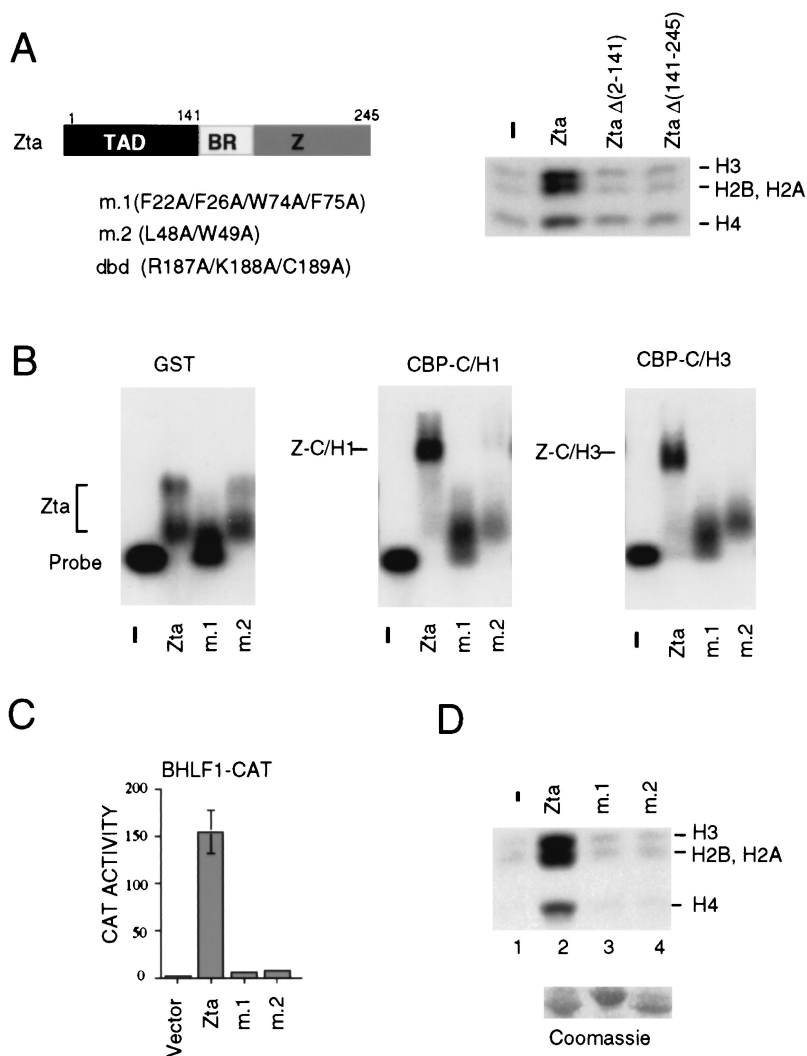 A
1 141 245
Zta TAD BR Z
m.1(F22A/F26A/W74A/F75A)
m.2 (L48A/W49A)
dbd (R187A/K188A/C189A)
– Zta Zta Δ(2-141) Zta Δ(141-245)
– H3
– H2B, H2A
– H4
B
GST
Zta
Probe
– Zta m.1 m.2
CBP-C/H1
Z-C/H1–
– Zta m.1 m.2
CBP-C/H3
Z-C/H3–
– Zta m.1 m.2
C
BHLF1-CAT
CAT ACTIVITY
200
150
100
50
0
Vector Zta m.1 m.2
D
– Zta m.1 m.2
– H3
– H2B, H2A
– H4
1 2 3 4
Coomassie